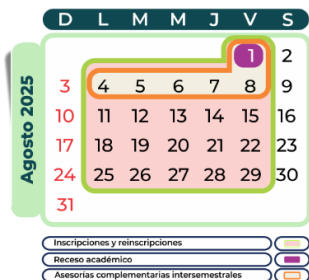 D L M M J V S
1 2
3 4 5 6 7 8 9
10 11 12 13 14 15 16
17 18 19 20 21 22 23
24 25 26 27 28 29 30
31
Agosto 2025
Inscripciones y reinscripciones
Receso académico
Asesorías complementarias intersemestrales